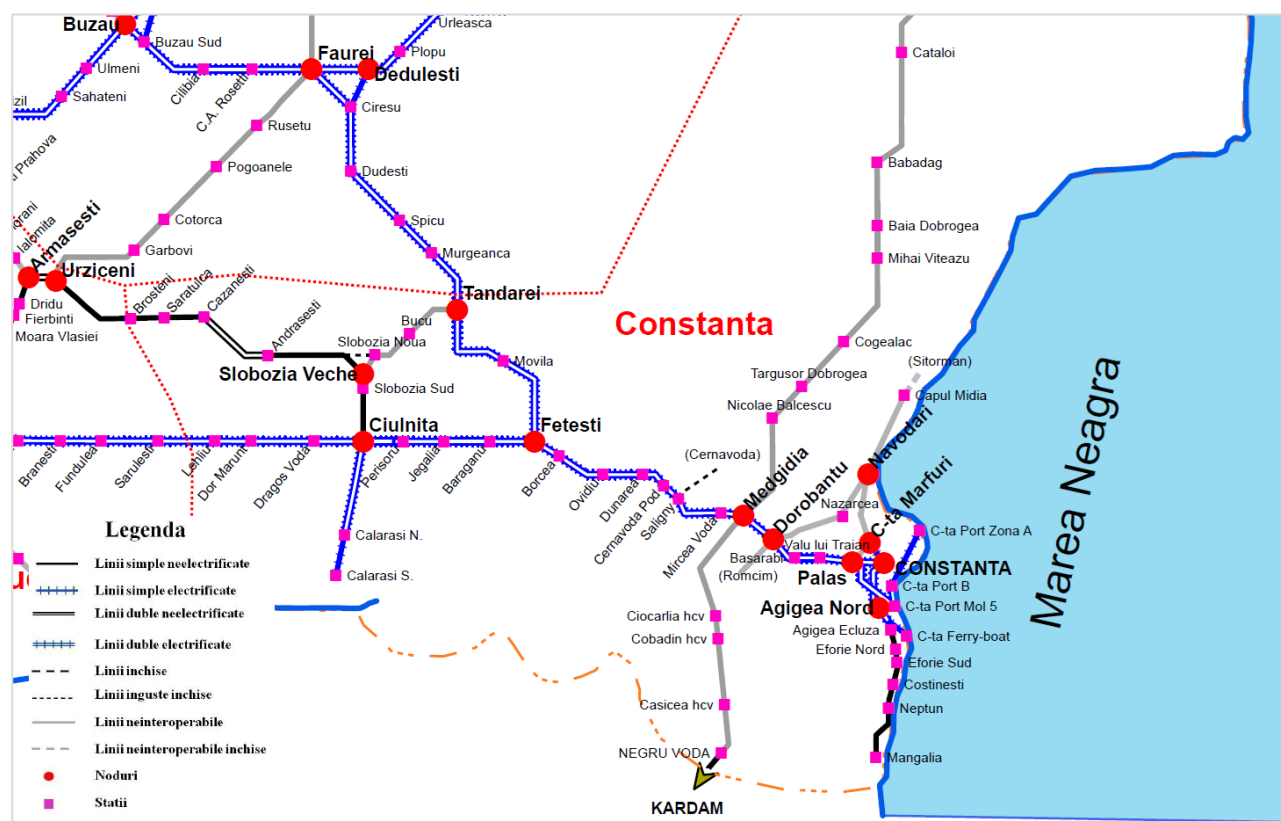 Buzau
Buzau Sud
Ulmeni
Sahateni
zil
Prahova
Cilibia
C.A. Rosetti
Faurei
Dedulesti
Urleasca
Plopu
Ciresu
Rusetu
Pogoanele
Cotorca
Garbovi
Dudesti
Spicu
Murgeanca
Cataloi
Babadag
Baia Dobrogea
Mihai Viteazu
Cogealac
Targusor Dobrogea
Nicolae Balcescu
(Sitorman)
Capul Midia
Ialomita
Armasesti
Urziceni
Dridu
Fierbinti
Moara Vlasiei
Brosteni
Saratuica
Cazanesti
Andrasesti
Slobozia Noua
Bucu
Tandarei
Slobozia Veche
Slobozia Sud
Movila
Constanta
Ciulnita
Fetesti
Branesti
Fundulea
Sarulesti
Lehliu
Dor Marunt
Dragos Voda
Perisoru
Jegalia
Baraganu
Borcea
Ovidiu
Dunarea
Cernavoda Pod
Saligny
(Cernavoda)
Mircea Voda
Medgidia
Dorobantu
Nazarcea
Navodari
C-ta Marfuri
Basarabi
(Romcim)
Valu lui Traian
Palas
CONSTANTA
C-ta Port Zona A
C-ta Port B
C-ta Port Mol 5
Agigea Nord
Agigea Ecluza
C-ta Ferry-boat
Eforie Nord
Eforie Sud
Costinesti
Neptun
Mangalia
Calarasi N.
Calarasi S.
Ciocarlia hcv
Cobadin hcv
Casicea hcv
NEGRU VODA
KARDAM
Marea Neagra
Legenda
Linii simple neelectrificate
Linii simple electrificate
Linii duble neelectrificate
Linii duble electrificate
Linii inchise
Linii inguste inchise
Linii neinteroperabile
Linii neinteroperabile inchise
Noduri
Statii